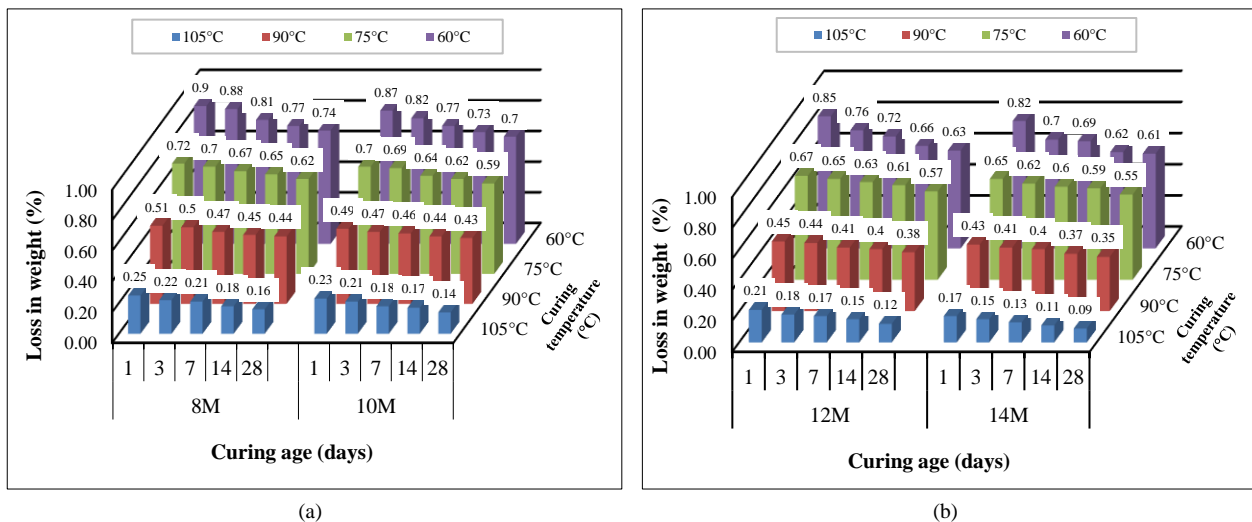 105°C 90°C 75°C 60°C
0.9 0.88 0.81 0.77 0.74 0.87 0.82 0.77 0.73 0.7
0.72 0.7 0.67 0.65 0.62 0.7 0.69 0.64 0.62 0.59
0.51 0.5 0.47 0.45 0.44 0.49 0.47 0.46 0.44 0.43
0.25 0.22 0.21 0.18 0.16 0.23 0.21 0.18 0.17 0.14
1.00
0.80
0.60
0.40
0.20
0.00
Loss in weight (%)
60°C
75°C
90°C
105°C
Curing
temperature
(°C)
1 3 7 14 28 1 3 7 14 28
8M 10M
Curing age (days)
(a)
105°C 90°C 75°C 60°C
0.85 0.76 0.72 0.66 0.63 0.82 0.7 0.69 0.62 0.61
0.67 0.65 0.63 0.61 0.57 0.65 0.62 0.6 0.59 0.55
0.45 0.44 0.41 0.4 0.38 0.43 0.41 0.4 0.37 0.35
0.21 0.18 0.17 0.15 0.12 0.17 0.15 0.13 0.11 0.09
1.00
0.80
0.60
0.40
0.20
0.00
Loss in weight (%)
60°C
75°C
90°C
105°C
Curing
temperature
(°C)
1 3 7 14 28 1 3 7 14 28
12M 14M
Curing age (days)
(b)